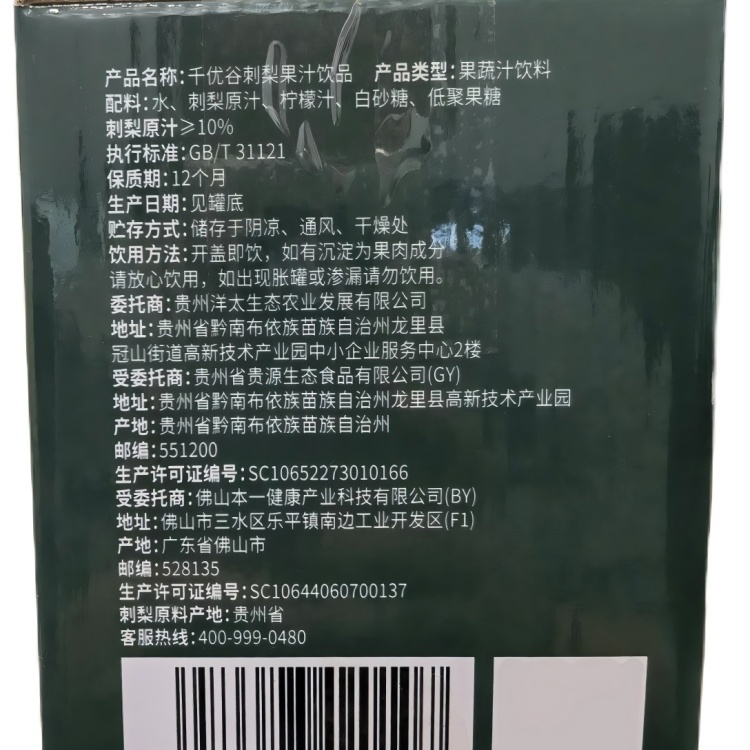 产品名称:千优谷刺梨果汁饮品 产品类型:果蔬汁饮料
配料:水、刺梨原汁、柠檬汁、白砂糖、低聚果糖
刺梨原汁≥10%
执行标准:GB/T 31121
保质期:12个月
生产日期:见罐底
贮存方式:储存于阴凉、通风、干燥处
饮用方法:开盖即饮，如有沉淀为果肉成分
请放心饮用，如出现胀罐或渗漏请勿饮用。
委托商:贵州洋太生态农业发展有限公司
地址:贵州省黔南布依族苗族自治州龙里县
冠山街道高新技术产业园中小企业服务中心2楼
受委托商:贵州省贵源生态食品有限公司(GY)
地址:贵州省黔南布依族苗族自治州龙里县高新技术产业园
产地:贵州省黔南布依族苗族自治州
邮编:551200
生产许可证编号:SC10652273010166
受委托商:佛山本一健康产业科技有限公司(BY)
地址:佛山市三水区乐平镇南边工业开发区(F1)
产地:广东省佛山市
邮编:528135
生产许可证编号:SC10644060700137
刺梨原料产地:贵州省
客服热线:400-999-0480